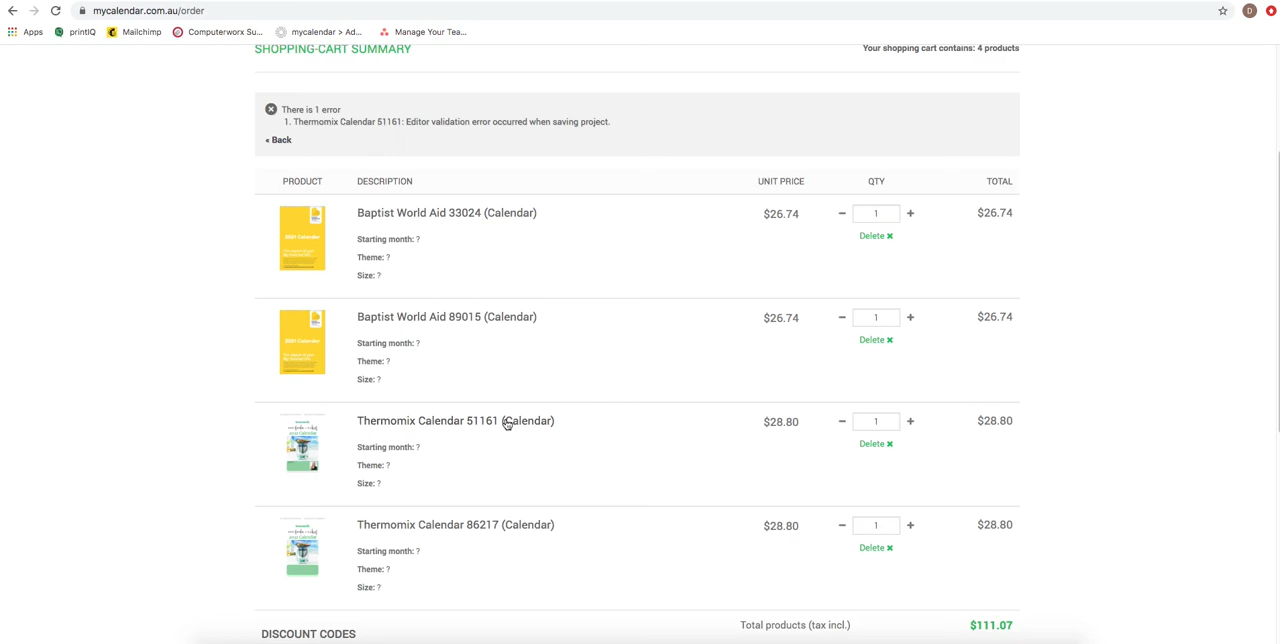 mycalendar.com.au/order
D
Apps printIQ Mailchimp Computerworx Su... mycalendar > Ad... Manage Your Tea...
SHOPPING-CART SUMMARY Your shopping cart contains: 4 products
There is 1 error
1. Thermomix Calendar 51161: Editor validation error occurred when saving project.
« Back
PRODUCT DESCRIPTION UNIT PRICE QTY TOTAL
Baptist World Aid 33024 (Calendar) $26.74 − 1 + $26.74
Delete ×
Starting month: ?
Theme: ?
Size: ?
2021 Calendar
Baptist World Aid 89015 (Calendar) $26.74 − 1 + $26.74
Delete ×
Starting month: ?
Theme: ?
Size: ?
2021 Calendar
Thermomix Calendar 51161 (Calendar) $28.80 − 1 + $28.80
Delete ×
Starting month: ?
Theme: ?
Size: ?
Thermomix Calendar 86217 (Calendar) $28.80 − 1 + $28.80
Delete ×
Starting month: ?
Theme: ?
Size: ?
DISCOUNT CODES Total products (tax incl.) $111.07